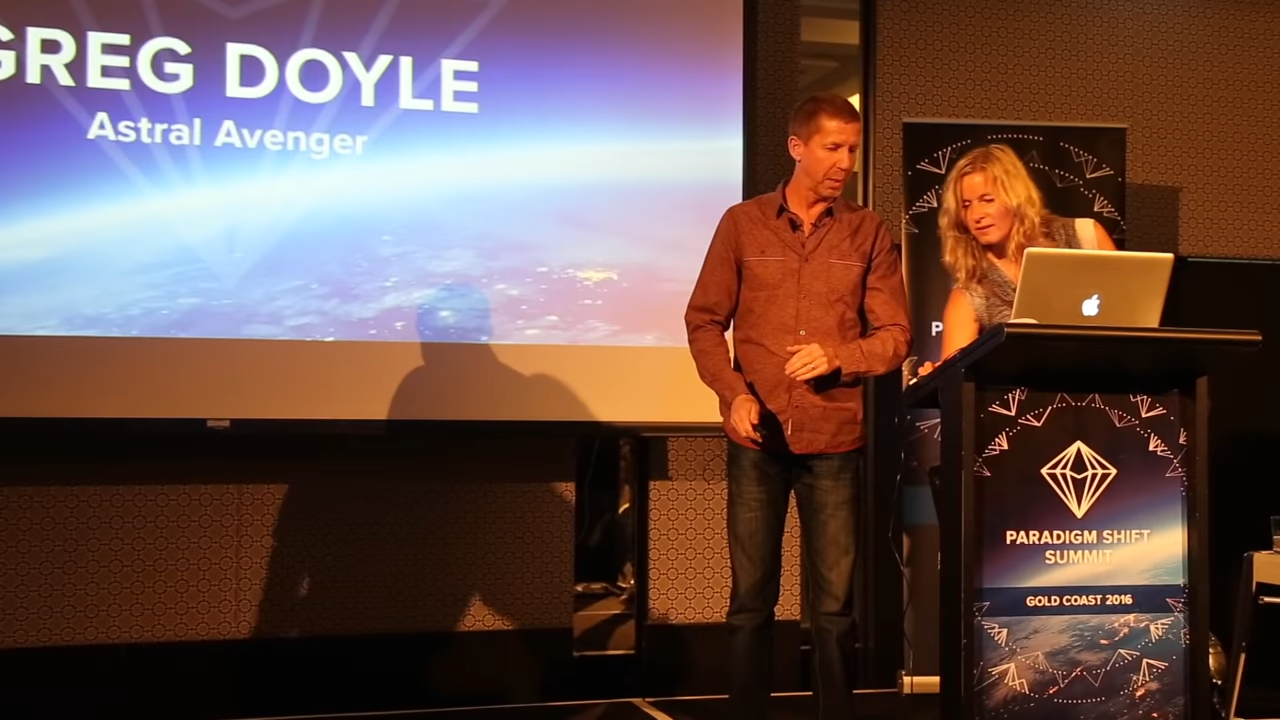 GREG DOYLE
Astral Avenger
P
PARADIGM SHIFT
SUMMIT
GOLD COAST 2016